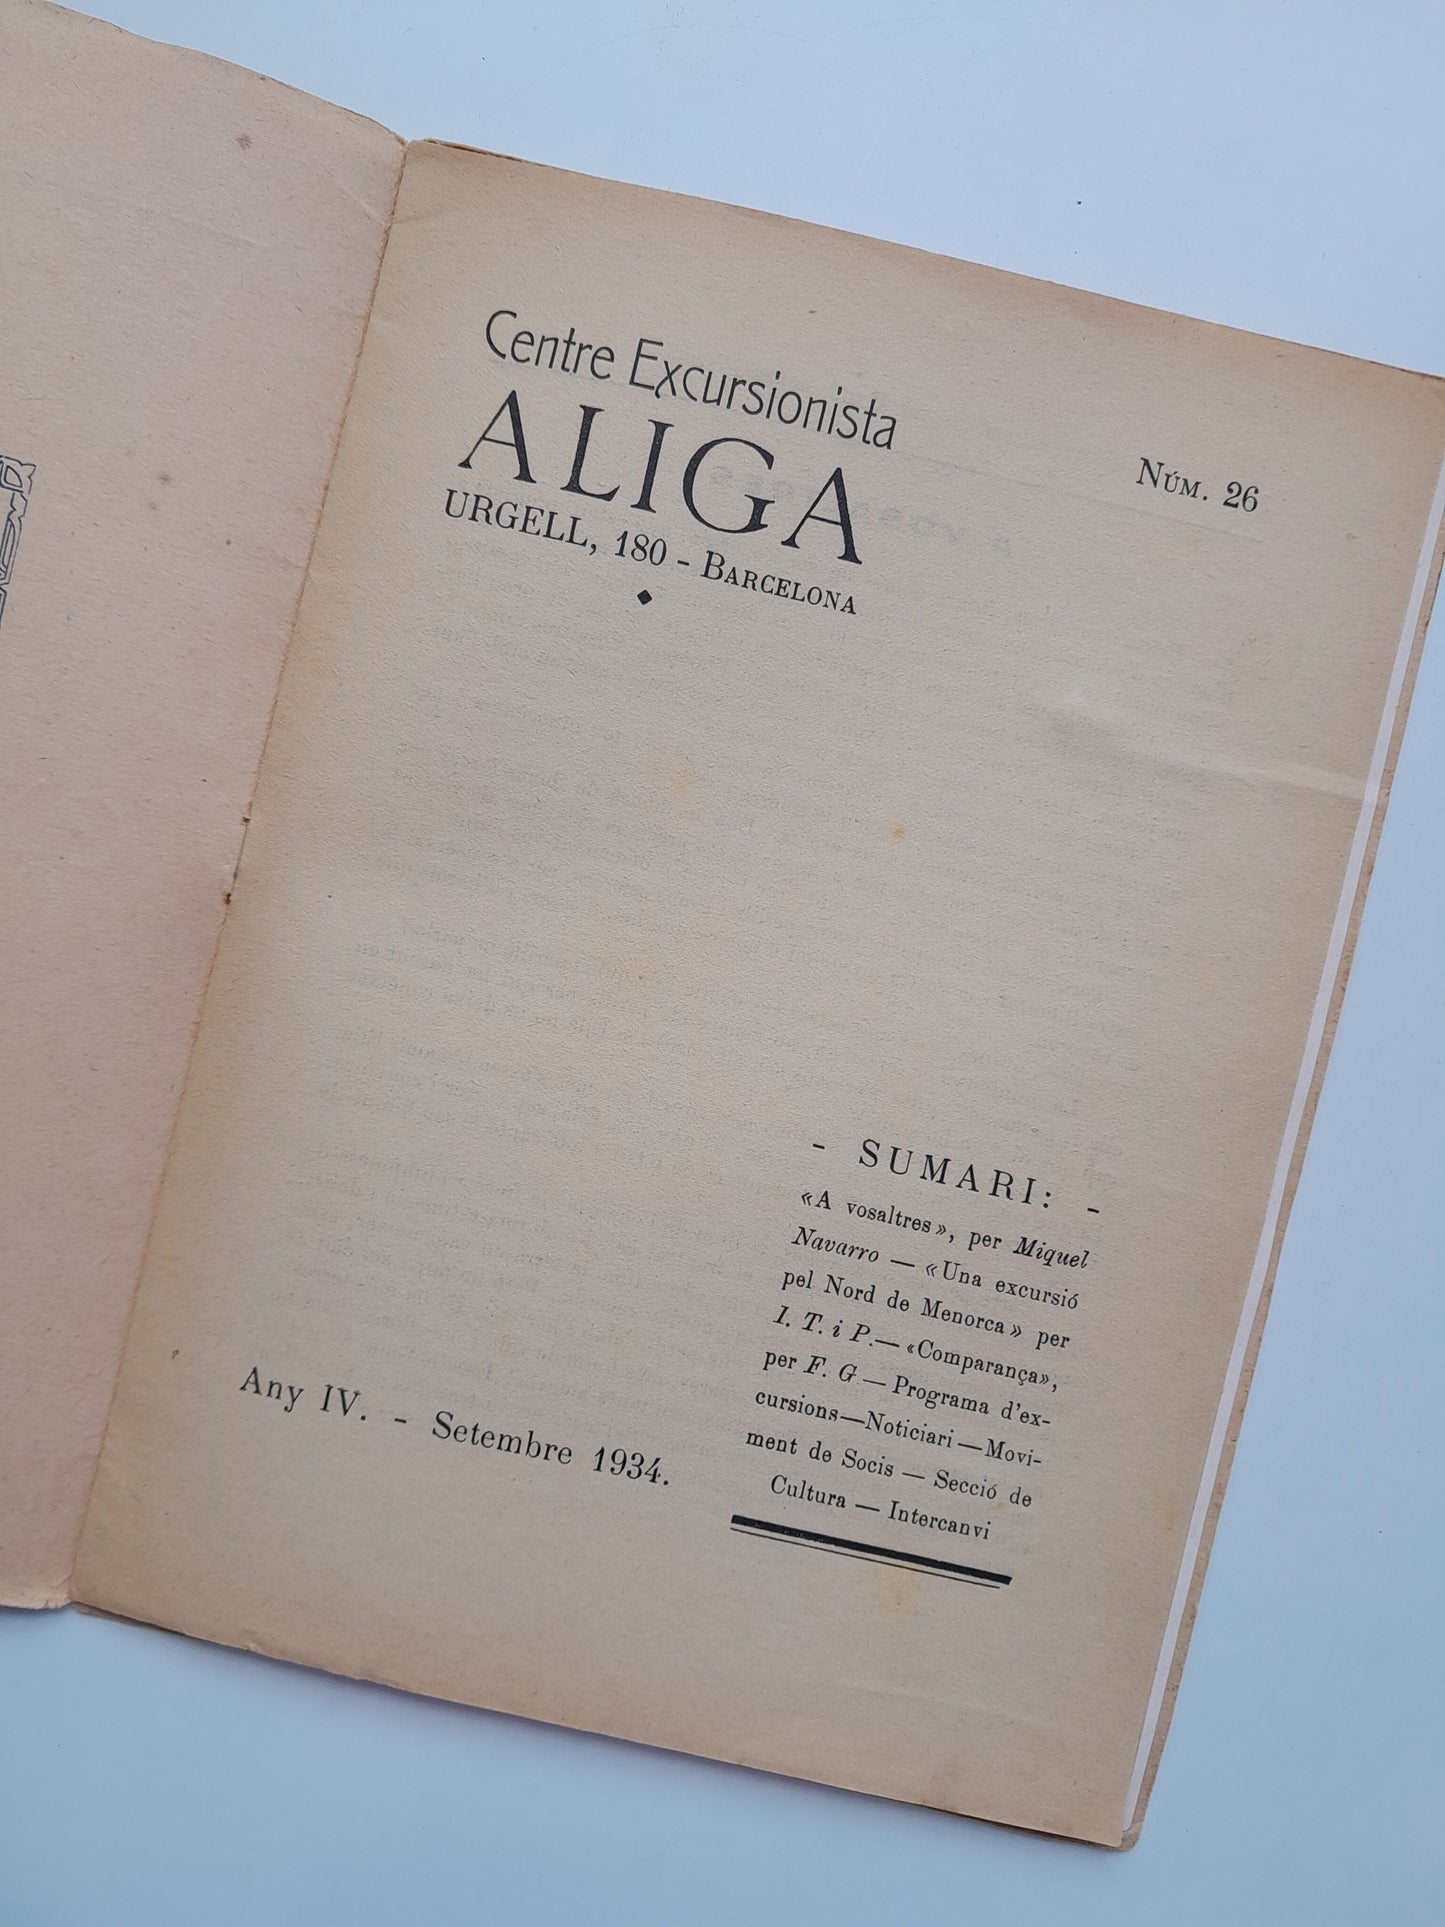 Centre Excursionista
ALIGA
URGELL, 180 - BARCELONA
NÚM. 26
- SUMARI: -
«A vosaltres», per Miquel
Navarro — «Una excursió
pel Nord de Menorca» per
I. T. i P.— «Comparança»,
per F. G — Programa d'ex-
cursions—Noticiari—Movi-
ment de Socis — Secció de
Cultura — Intercanvi
Any IV. - Setembre 1934.